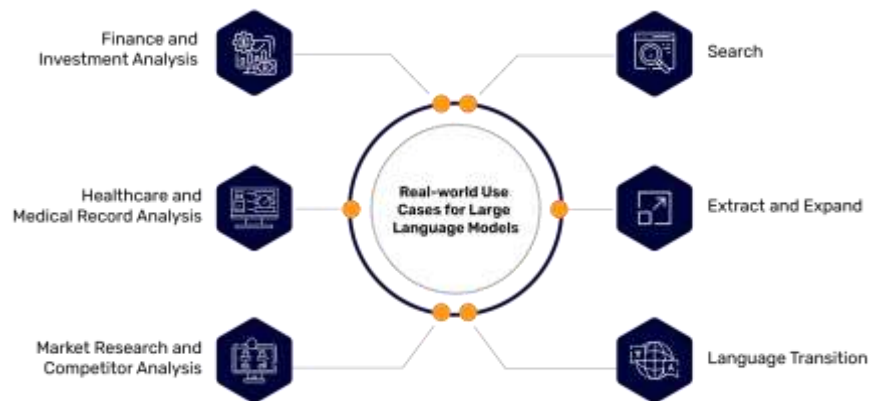 Finance and
Investment Analysis
Search
Healthcare and
Medical Record Analysis
Real-world Use
Cases for Large
Language Models
Extract and Expand
Market Research and
Competitor Analysis
Language Transition